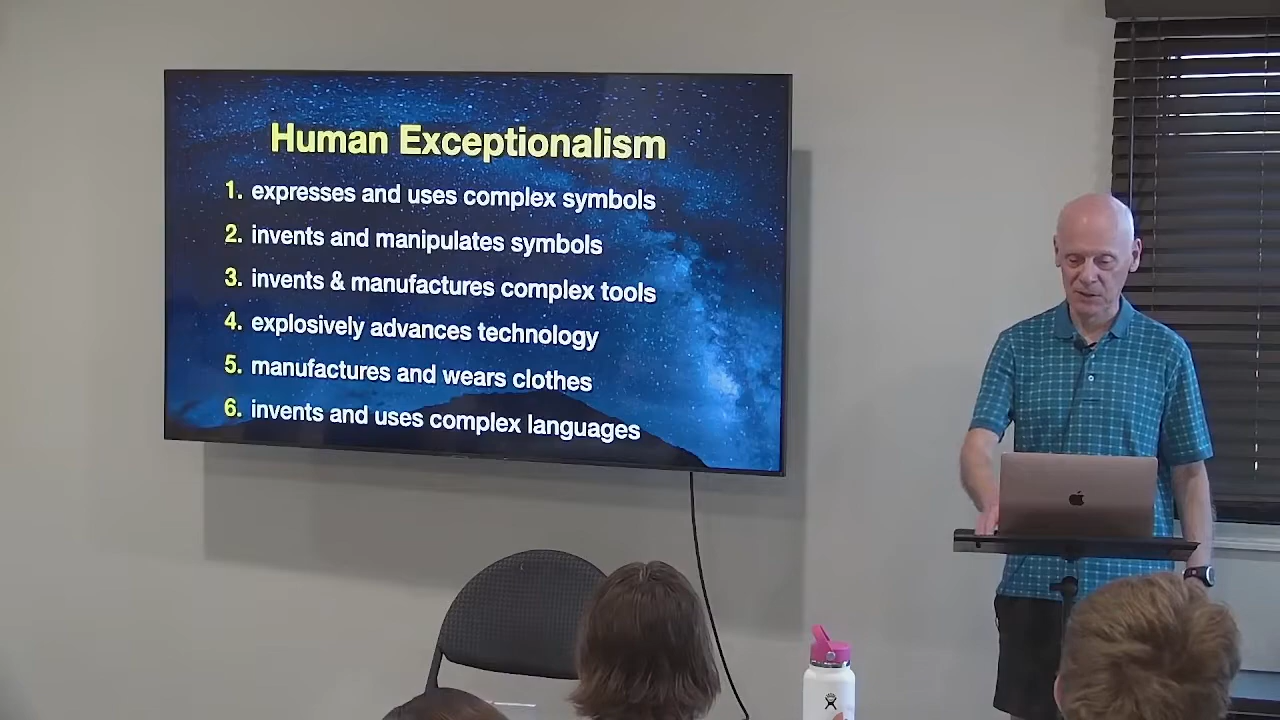 Human Exceptionalism
1. expresses and uses complex symbols
2. invents and manipulates symbols
3. invents & manufactures complex tools
4. explosively advances technology
5. manufactures and wears clothes
6. invents and uses complex languages